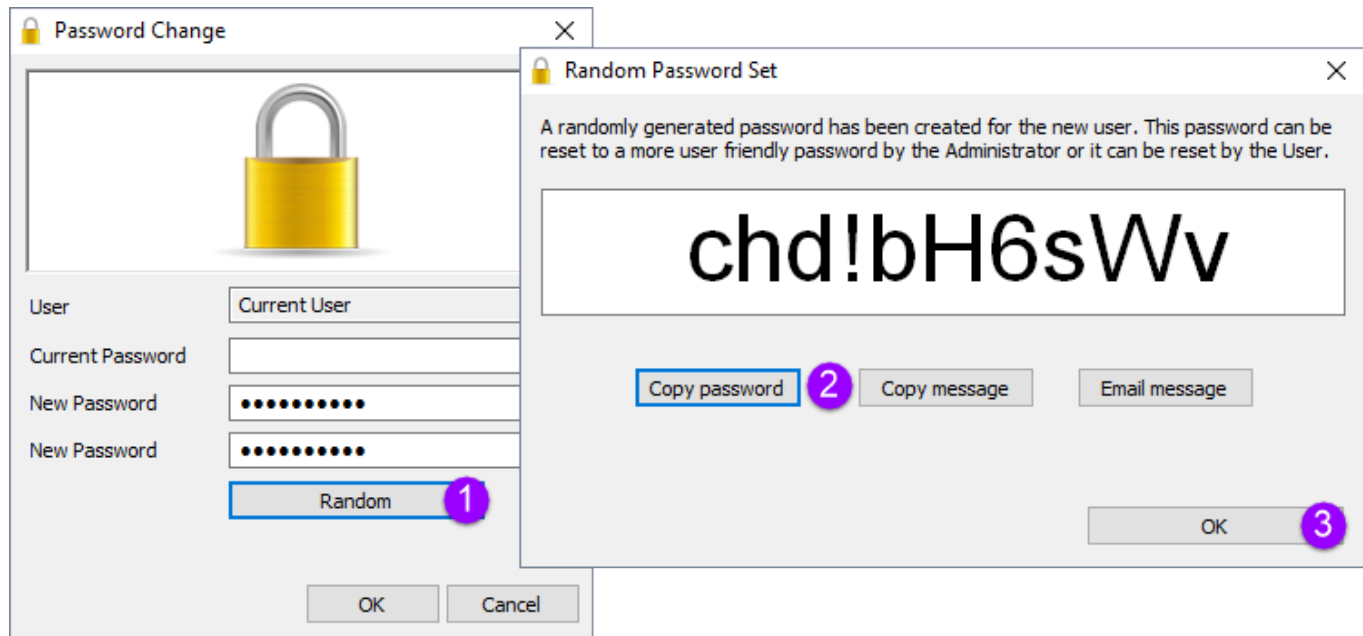 Password Change
User
Current User
Current Password
New Password
••••••••••
New Password
••••••••••
Random
1
OK
Cancel
Random Password Set
A randomly generated password has been created for the new user. This password can be
reset to a more user friendly password by the Administrator or it can be reset by the User.
chd!bH6sWv
Copy password
2
Copy message
Email message
OK
3